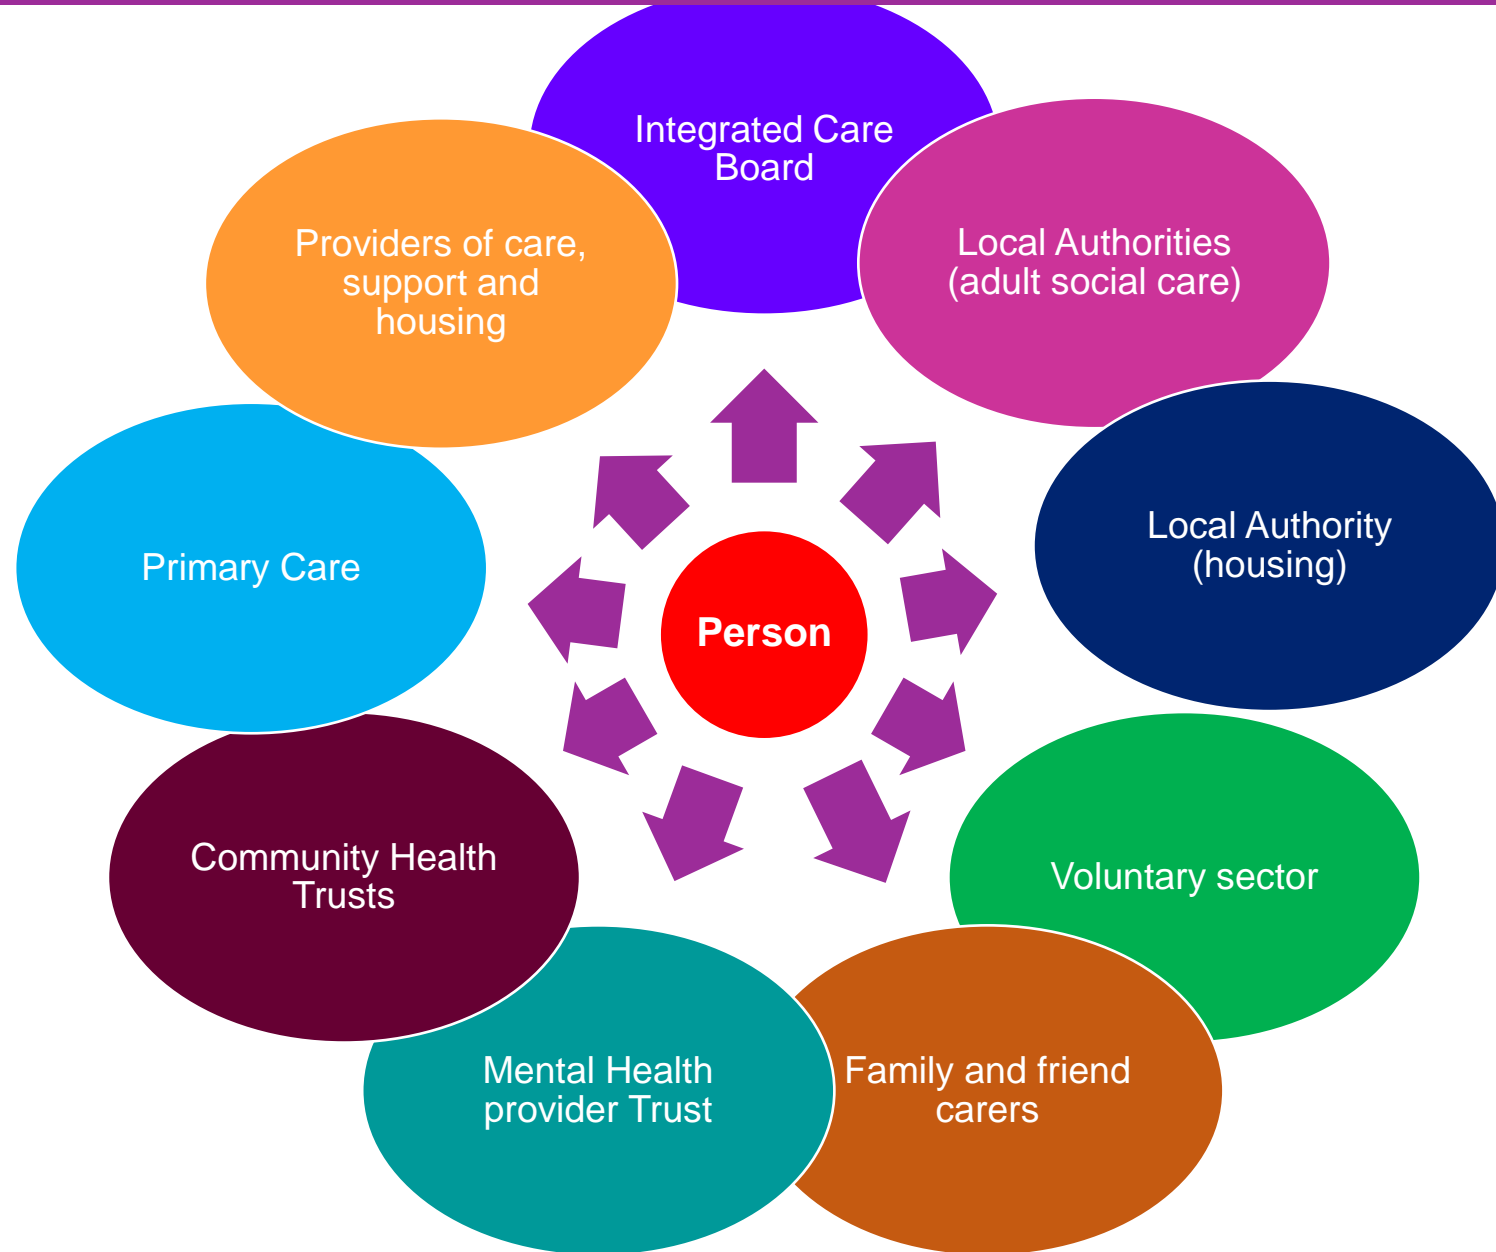 Integrated Care
Board
Local Authorities
(adult social care)
Local Authority
(housing)
Voluntary sector
Family and friend
carers
Mental Health
provider Trust
Community Health
Trusts
Primary Care
Providers of care,
support and
housing
Person